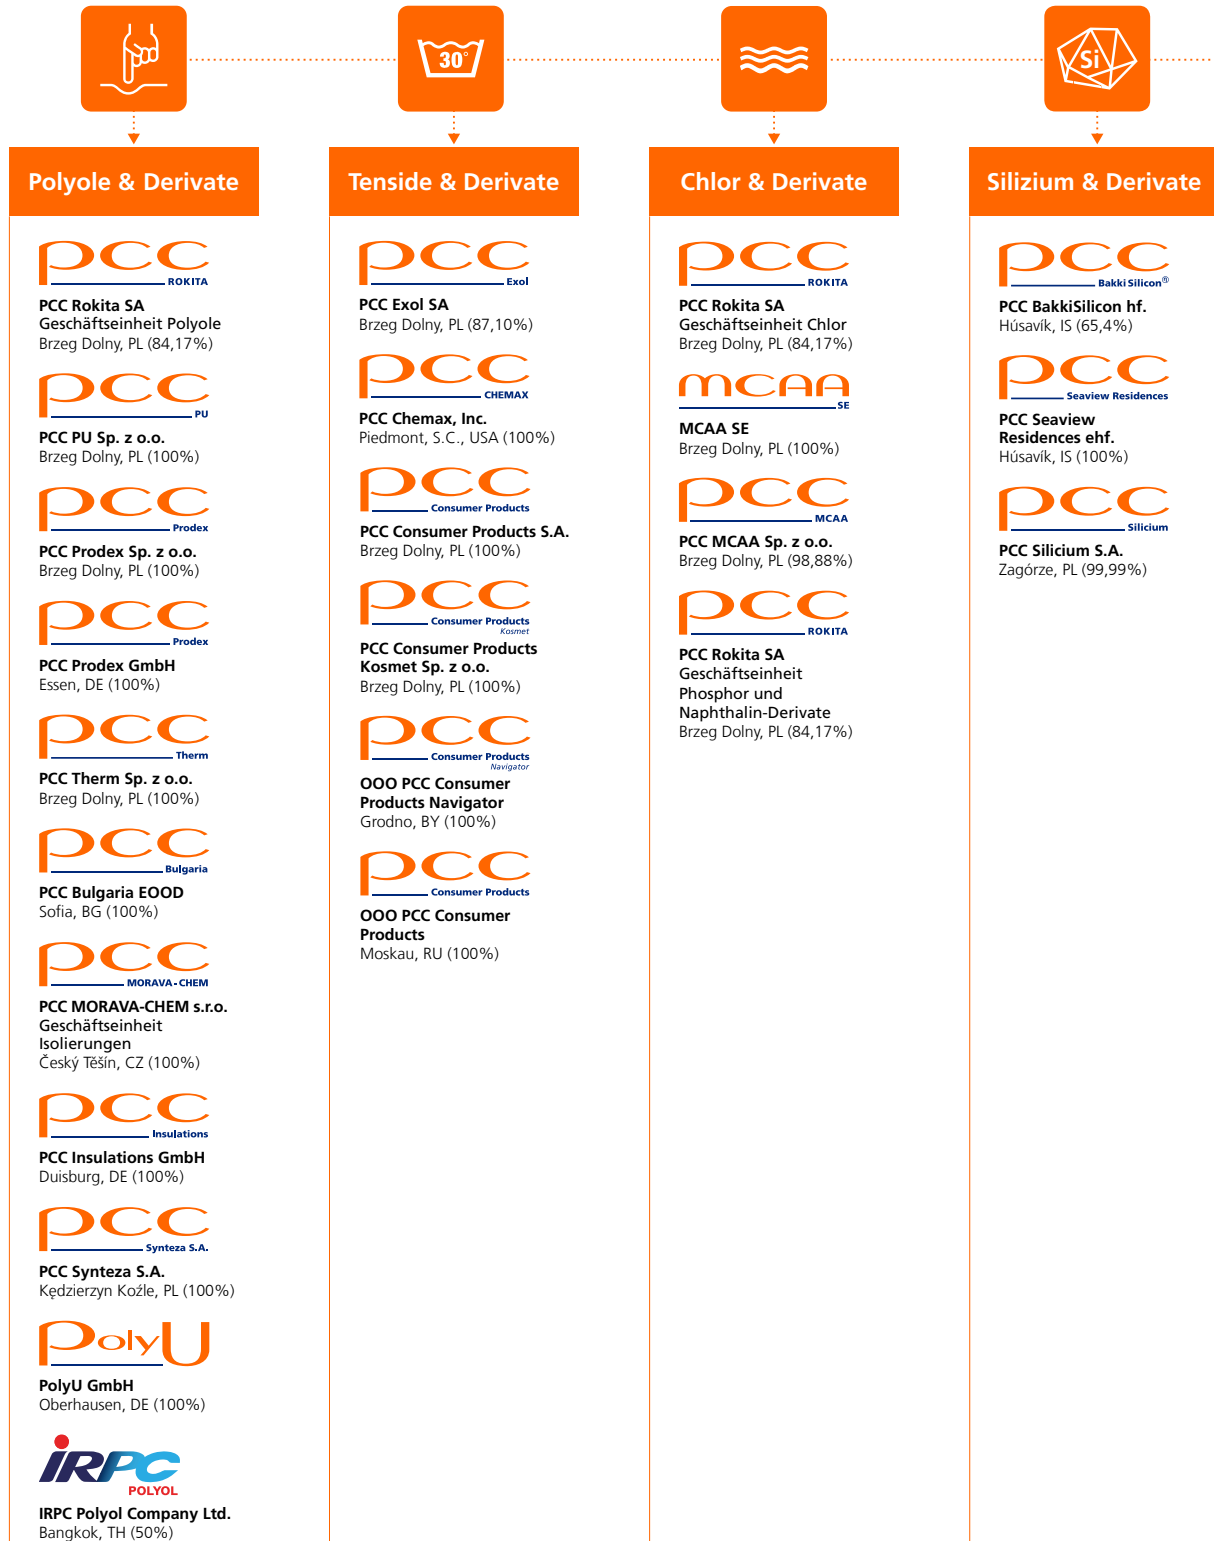 30°
Si
Polyole & Derivate
pcc
ROKITA
PCC Rokita SA
Geschäftseinheit Polyole
Brzeg Dolny, PL (84,17%)
pcc
PU
PCC PU Sp. z o.o.
Brzeg Dolny, PL (100%)
pcc
Prodex
PCC Prodex Sp. z o.o.
Brzeg Dolny, PL (100%)
pcc
Prodex
PCC Prodex GmbH
Essen, DE (100%)
pcc
Therm
PCC Therm Sp. z o.o.
Brzeg Dolny, PL (100%)
pcc
Bulgaria
PCC Bulgaria EOOD
Sofia, BG (100%)
pcc
MORAVA-CHEM
PCC MORAVA-CHEM s.r.o.
Geschäftseinheit
Isolierungen
Český Těšín, CZ (100%)
pcc
Insulations
PCC Insulations GmbH
Duisburg, DE (100%)
pcc
Synteza S.A.
PCC Synteza S.A.
Kędzierzyn Koźle, PL (100%)
PolyU
PolyU GmbH
Oberhausen, DE (100%)
iRPC
POLYOL
IRPC Polyol Company Ltd.
Bangkok, TH (50%)
Tenside & Derivate
pcc
Exol
PCC Exol SA
Brzeg Dolny, PL (87,10%)
pcc
CHEMAX
PCC Chemax, Inc.
Piedmont, S.C., USA (100%)
pcc
Consumer Products
PCC Consumer Products S.A.
Brzeg Dolny, PL (100%)
pcc
Consumer Products
Kosmet
PCC Consumer Products
Kosmet Sp. z o.o.
Brzeg Dolny, PL (100%)
pcc
Consumer Products
Navigator
OOO PCC Consumer
Products Navigator
Grodno, BY (100%)
pcc
Consumer Products
OOO PCC Consumer
Products
Moskau, RU (100%)
Chlor & Derivate
pcc
ROKITA
PCC Rokita SA
Geschäftseinheit Chlor
Brzeg Dolny, PL (84,17%)
mcaa
SE
MCAA SE
Brzeg Dolny, PL (100%)
pcc
MCAA
PCC MCAA Sp. z o.o.
Brzeg Dolny, PL (98,88%)
pcc
ROKITA
PCC Rokita SA
Geschäftseinheit
Phosphor und
Naphthalin-Derivate
Brzeg Dolny, PL (84,17%)
Silizium & Derivate
pcc
Bakki Silicon®
PCC BakkiSilicon hf.
Húsavík, IS (65,4%)
pcc
Seaview Residences
PCC Seaview
Residences ehf.
Húsavík, IS (100%)
pcc
Silicium
PCC Silicium S.A.
Zagórze, PL (99,99%)